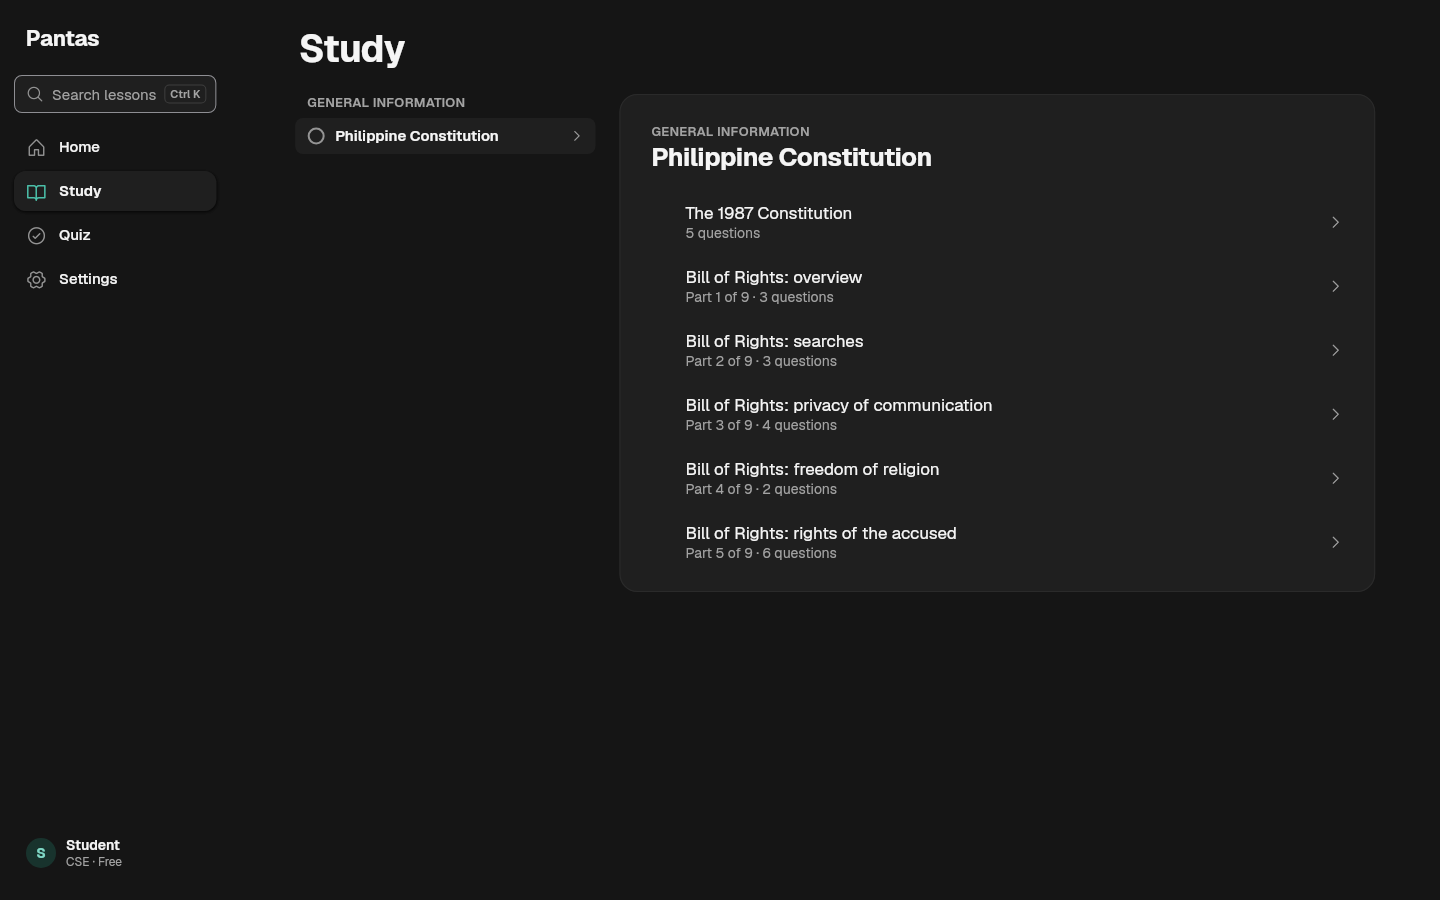 Pantas
Search lessons
Ctrl K
Home
Study
Quiz
Settings
Student
CSE · Free
S
Study
GENERAL INFORMATION
Philippine Constitution
GENERAL INFORMATION
Philippine Constitution
The 1987 Constitution
5 questions
Bill of Rights: overview
Part 1 of 9 · 3 questions
Bill of Rights: searches
Part 2 of 9 · 3 questions
Bill of Rights: privacy of communication
Part 3 of 9 · 4 questions
Bill of Rights: freedom of religion
Part 4 of 9 · 2 questions
Bill of Rights: rights of the accused
Part 5 of 9 · 6 questions